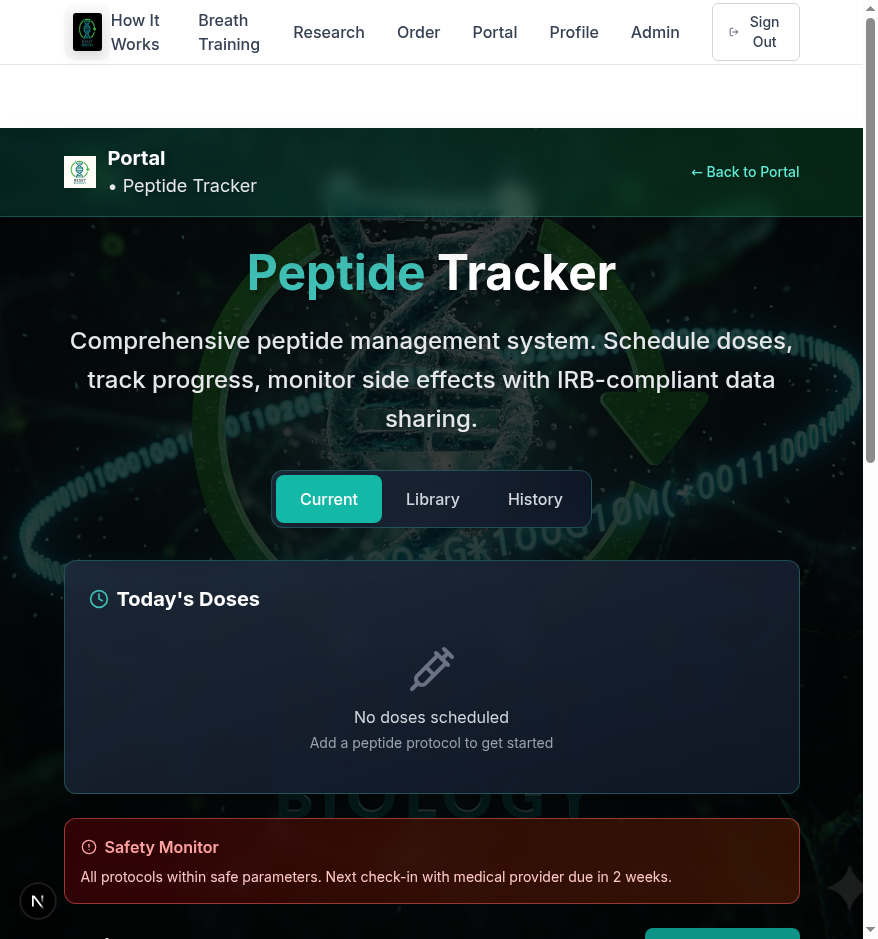 How It
Works
Breath
Training
Research
Order
Portal
Profile
Admin
Sign
Out
Portal
• Peptide Tracker
← Back to Portal
Peptide Tracker
Comprehensive peptide management system. Schedule doses,
track progress, monitor side effects with IRB-compliant data
sharing.
Current
Library
History
Today's Doses
No doses scheduled
Add a peptide protocol to get started
BIOLOGY
Safety Monitor
All protocols within safe parameters. Next check-in with medical provider due in 2 weeks.
N